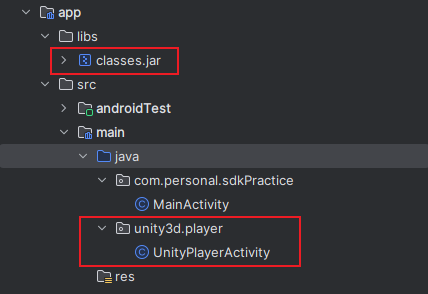 app
libs
classes.jar
src
androidTest
main
java
com.personal.sdkPractice
MainActivity
unity3d.player
UnityPlayerActivity
res